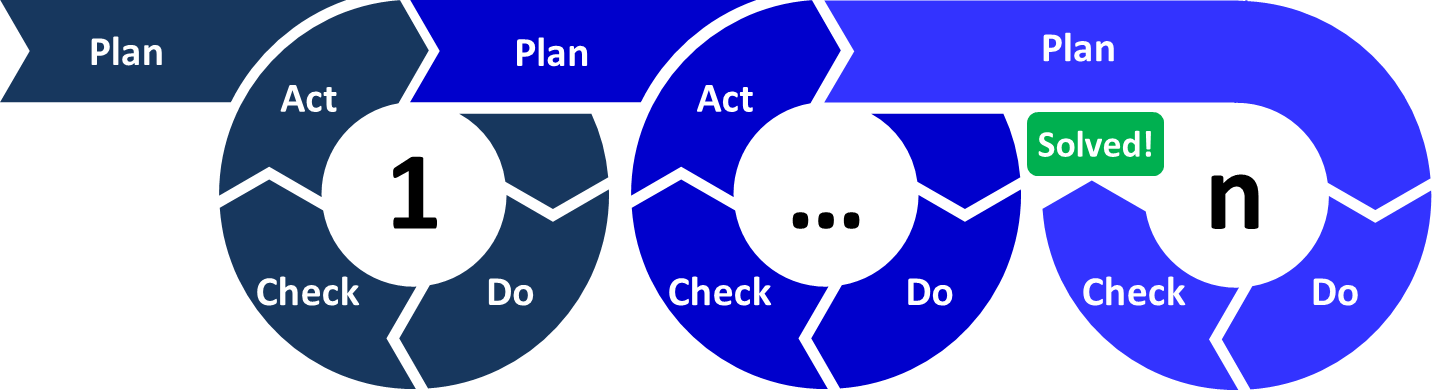 Plan
Act
1
Do
Check
Plan
Act
...
Do
Check
Plan
Solved!
n
Do
Check